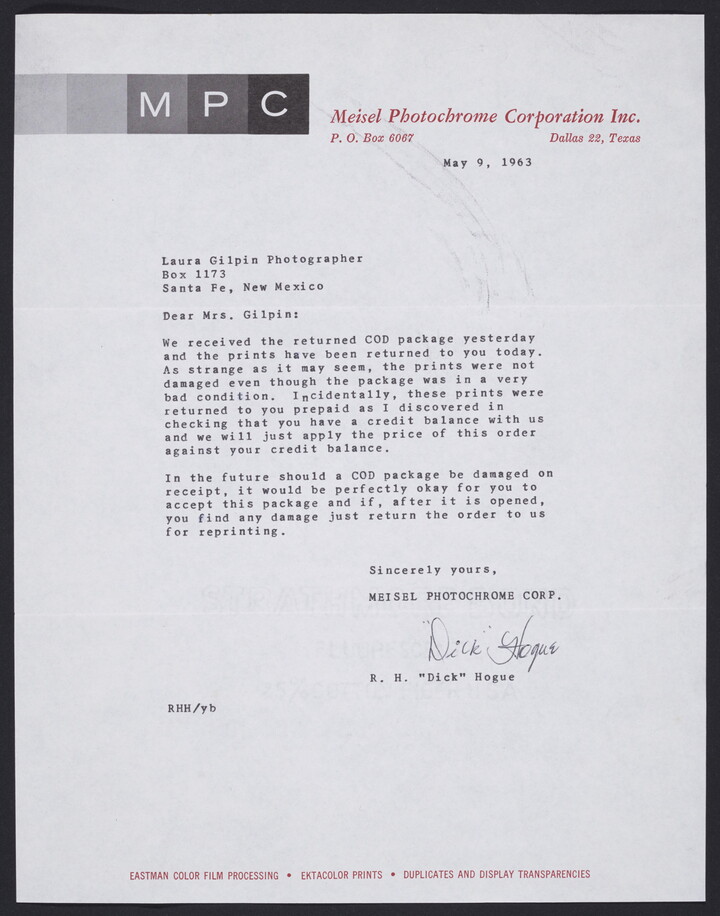 MPC
Meisel Photochrome Corporation Inc.
P. O. Box 6067 Dallas 22, Texas
May 9, 1963
Laura Gilpin Photographer
Box 1173
Santa Fe, New Mexico
Dear Mrs. Gilpin:
We received the returned COD package yesterday
and the prints have been returned to you today.
As strange as it may seem, the prints were not
damaged even though the package was in a very
bad condition. Incidentally, these prints were
returned to you prepaid as I discovered in
checking that you have a credit balance with us
and we will just apply the price of this order
against your credit balance.
In the future should a COD package be damaged on
receipt, it would be perfectly okay for you to
accept this package and if, after it is opened,
you find any damage just return the order to us
for reprinting.
Sincerely yours,
MEISEL PHOTOCHROME CORP.
"Dick" Hogue
R. H. "Dick" Hogue
RHH/yb
EASTMAN COLOR FILM PROCESSING • EKTACOLOR PRINTS • DUPLICATES AND DISPLAY TRANSPARENCIES